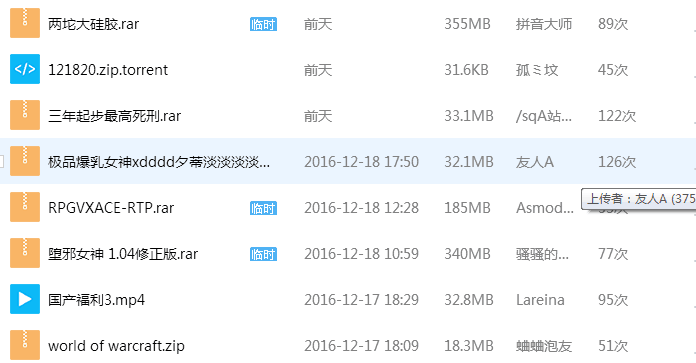 两坨大硅胶.rar 临时 前天 355MB 拼音大师 89次
121820.zip.torrent 前天 31.6KB 孤ミ坟 45次
三年起步最高死刑.rar 前天 33.1MB /sqA站... 122次
极品爆乳女神xdddd夕蒂淡淡淡淡... 2016-12-18 17:50 32.1MB 友人A 126次
上传者：友人A (375
RPGVXACE-RTP.rar 临时 2016-12-18 12:28 185MB Asmod...
堕邪女神 1.04修正版.rar 临时 2016-12-18 10:59 340MB 骚骚的... 77次
国产福利3.mp4 2016-12-17 18:29 32.8MB Lareina 95次
world of warcraft.zip 2016-12-17 18:09 18.3MB 蛐蛐泡友 51次